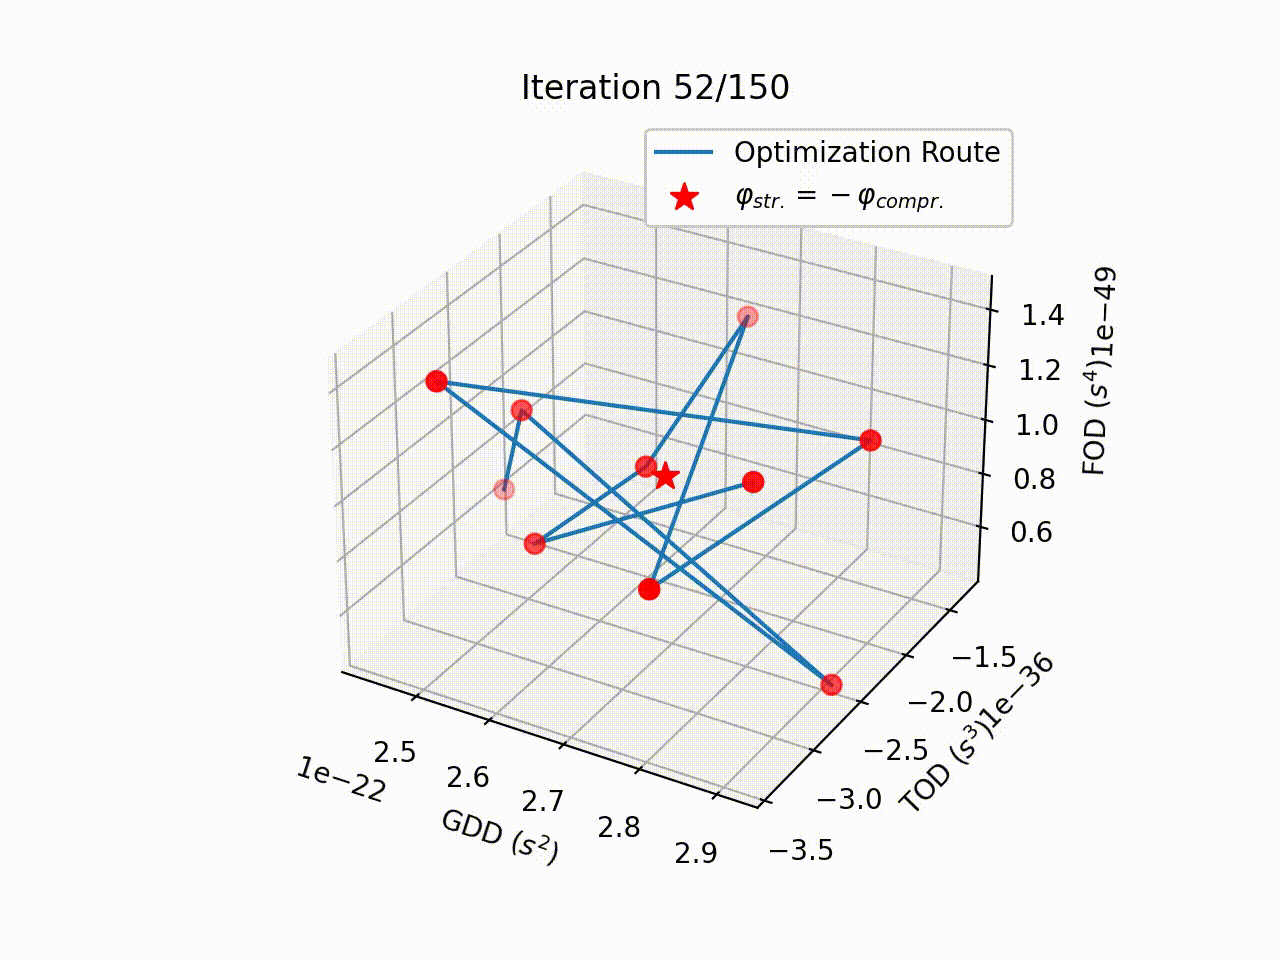 Iteration 52/150
Optimization Route
φstr. = −φcompr.
FOD (s⁴)1e−49
1.4
1.2
1.0
0.8
0.6
−1.5
−2.0
−2.5
−3.0
−3.5
TOD (s³)1e−36
2.5
2.6
2.7
2.8
2.9
1e−22
GDD (s²)